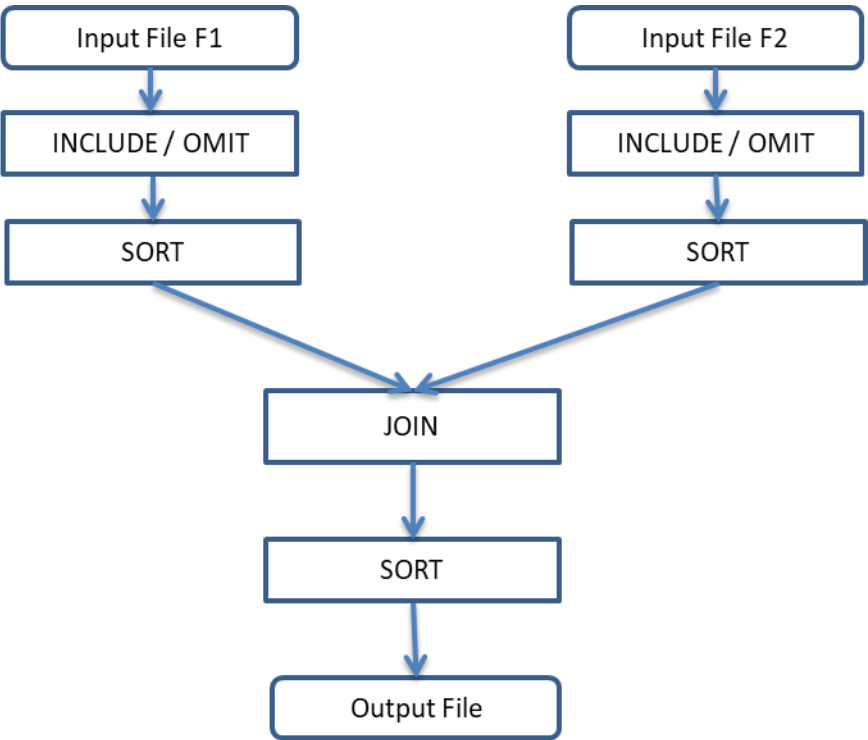 Input File F1
Input File F2
INCLUDE / OMIT
INCLUDE / OMIT
SORT
SORT
JOIN
SORT
Output File